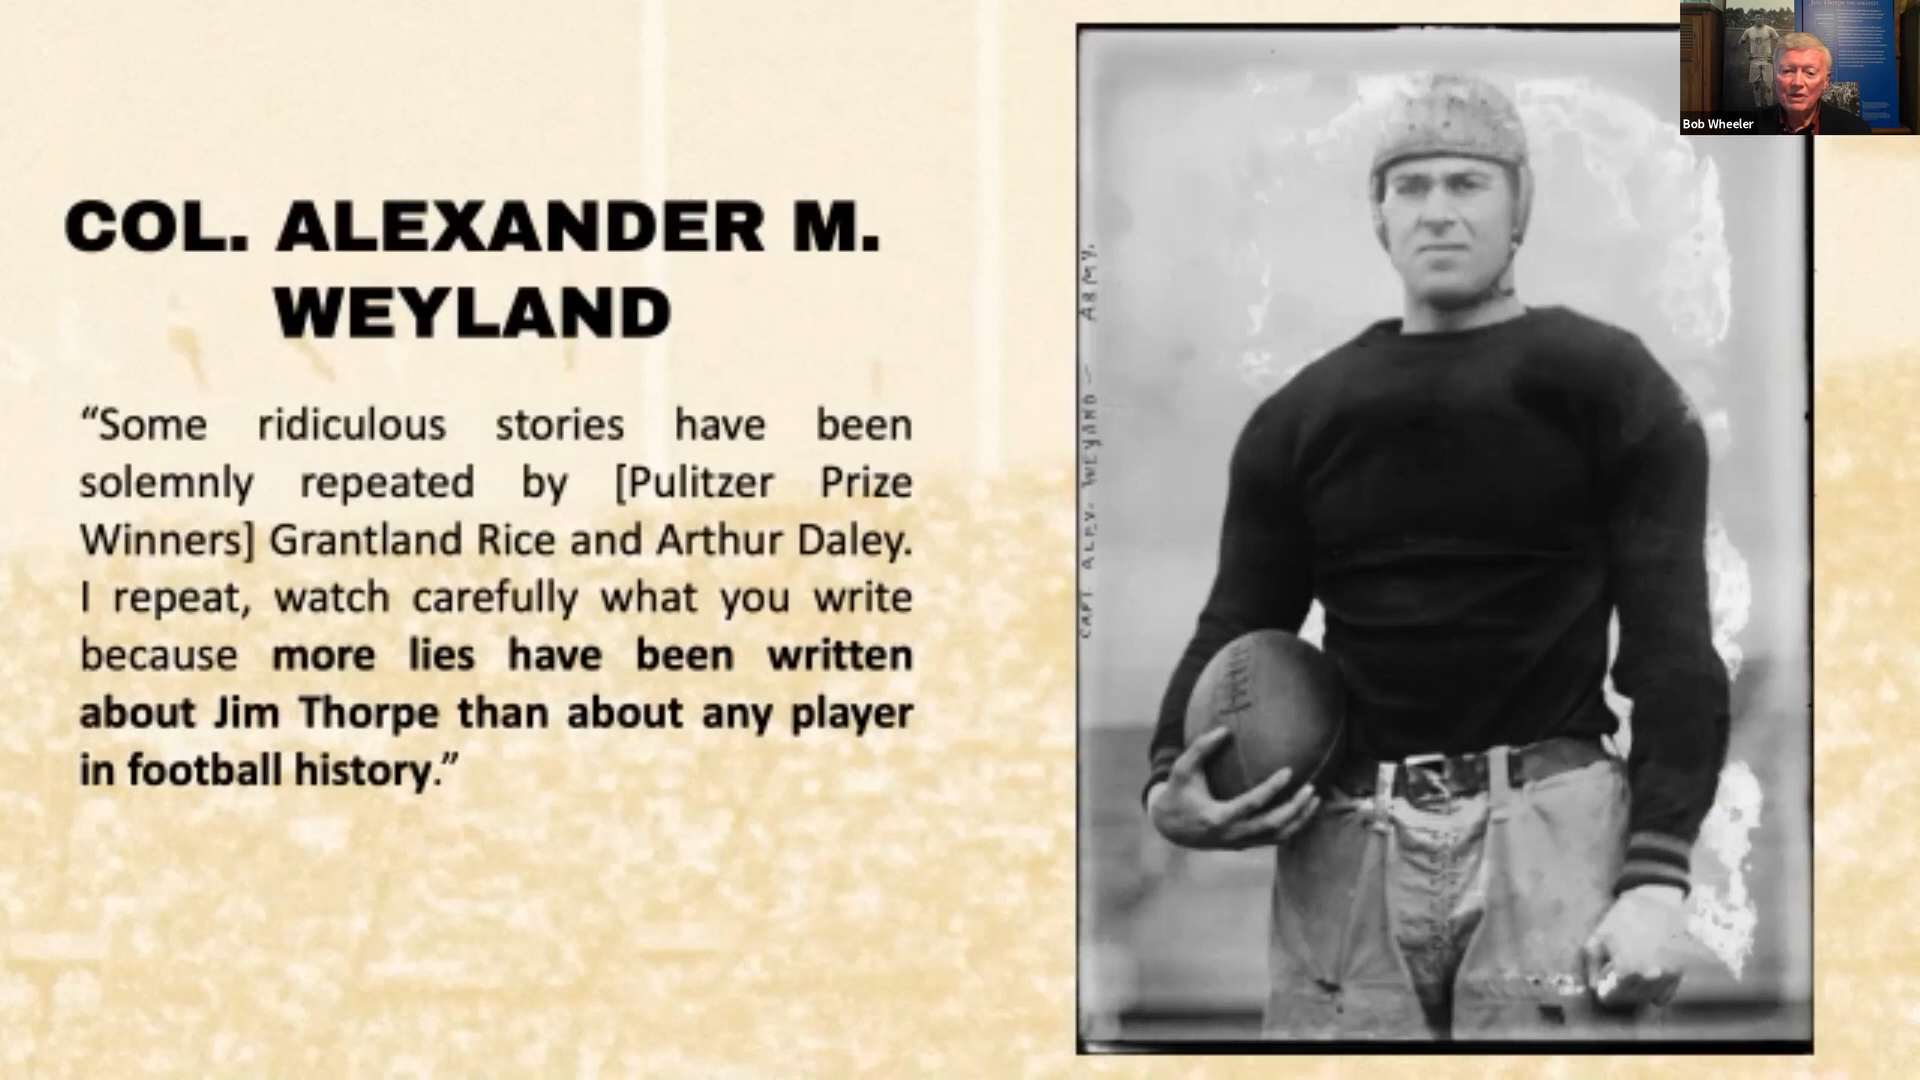 COL. ALEXANDER M.
WEYLAND
“Some ridiculous stories have been
solemnly repeated by [Pulitzer Prize
Winners] Grantland Rice and Arthur Daley.
I repeat, watch carefully what you write
because more lies have been written
about Jim Thorpe than about any player
in football history.”
CAPT ALEX. WEYAND - ARMY.
Jim Thorpe
Bob Wheeler